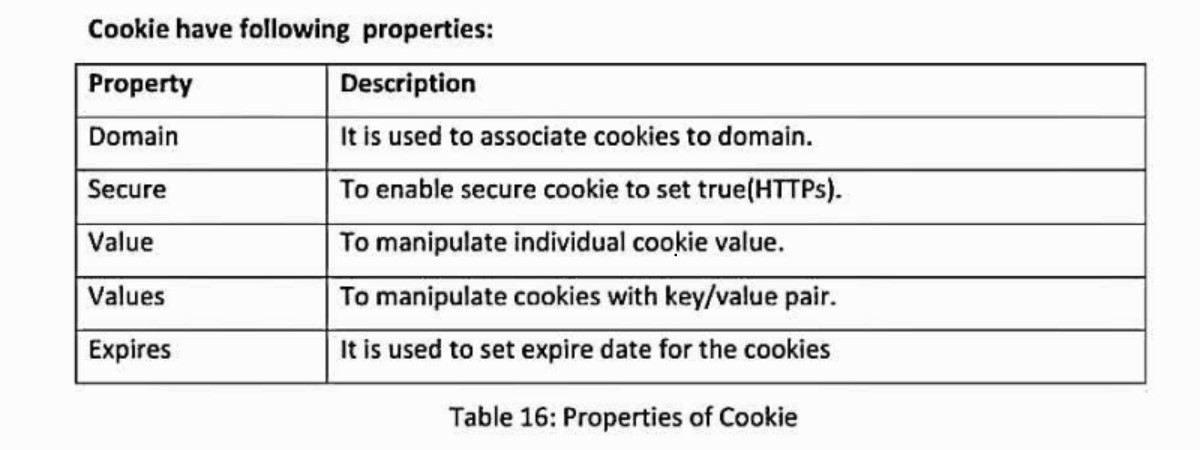 Cookie have following properties:
Property Description
Domain It is used to associate cookies to domain.
Secure To enable secure cookie to set true(HTTPs).
Value To manipulate individual cookie value.
Values To manipulate cookies with key/value pair.
Expires It is used to set expire date for the cookies
Table 16: Properties of Cookie